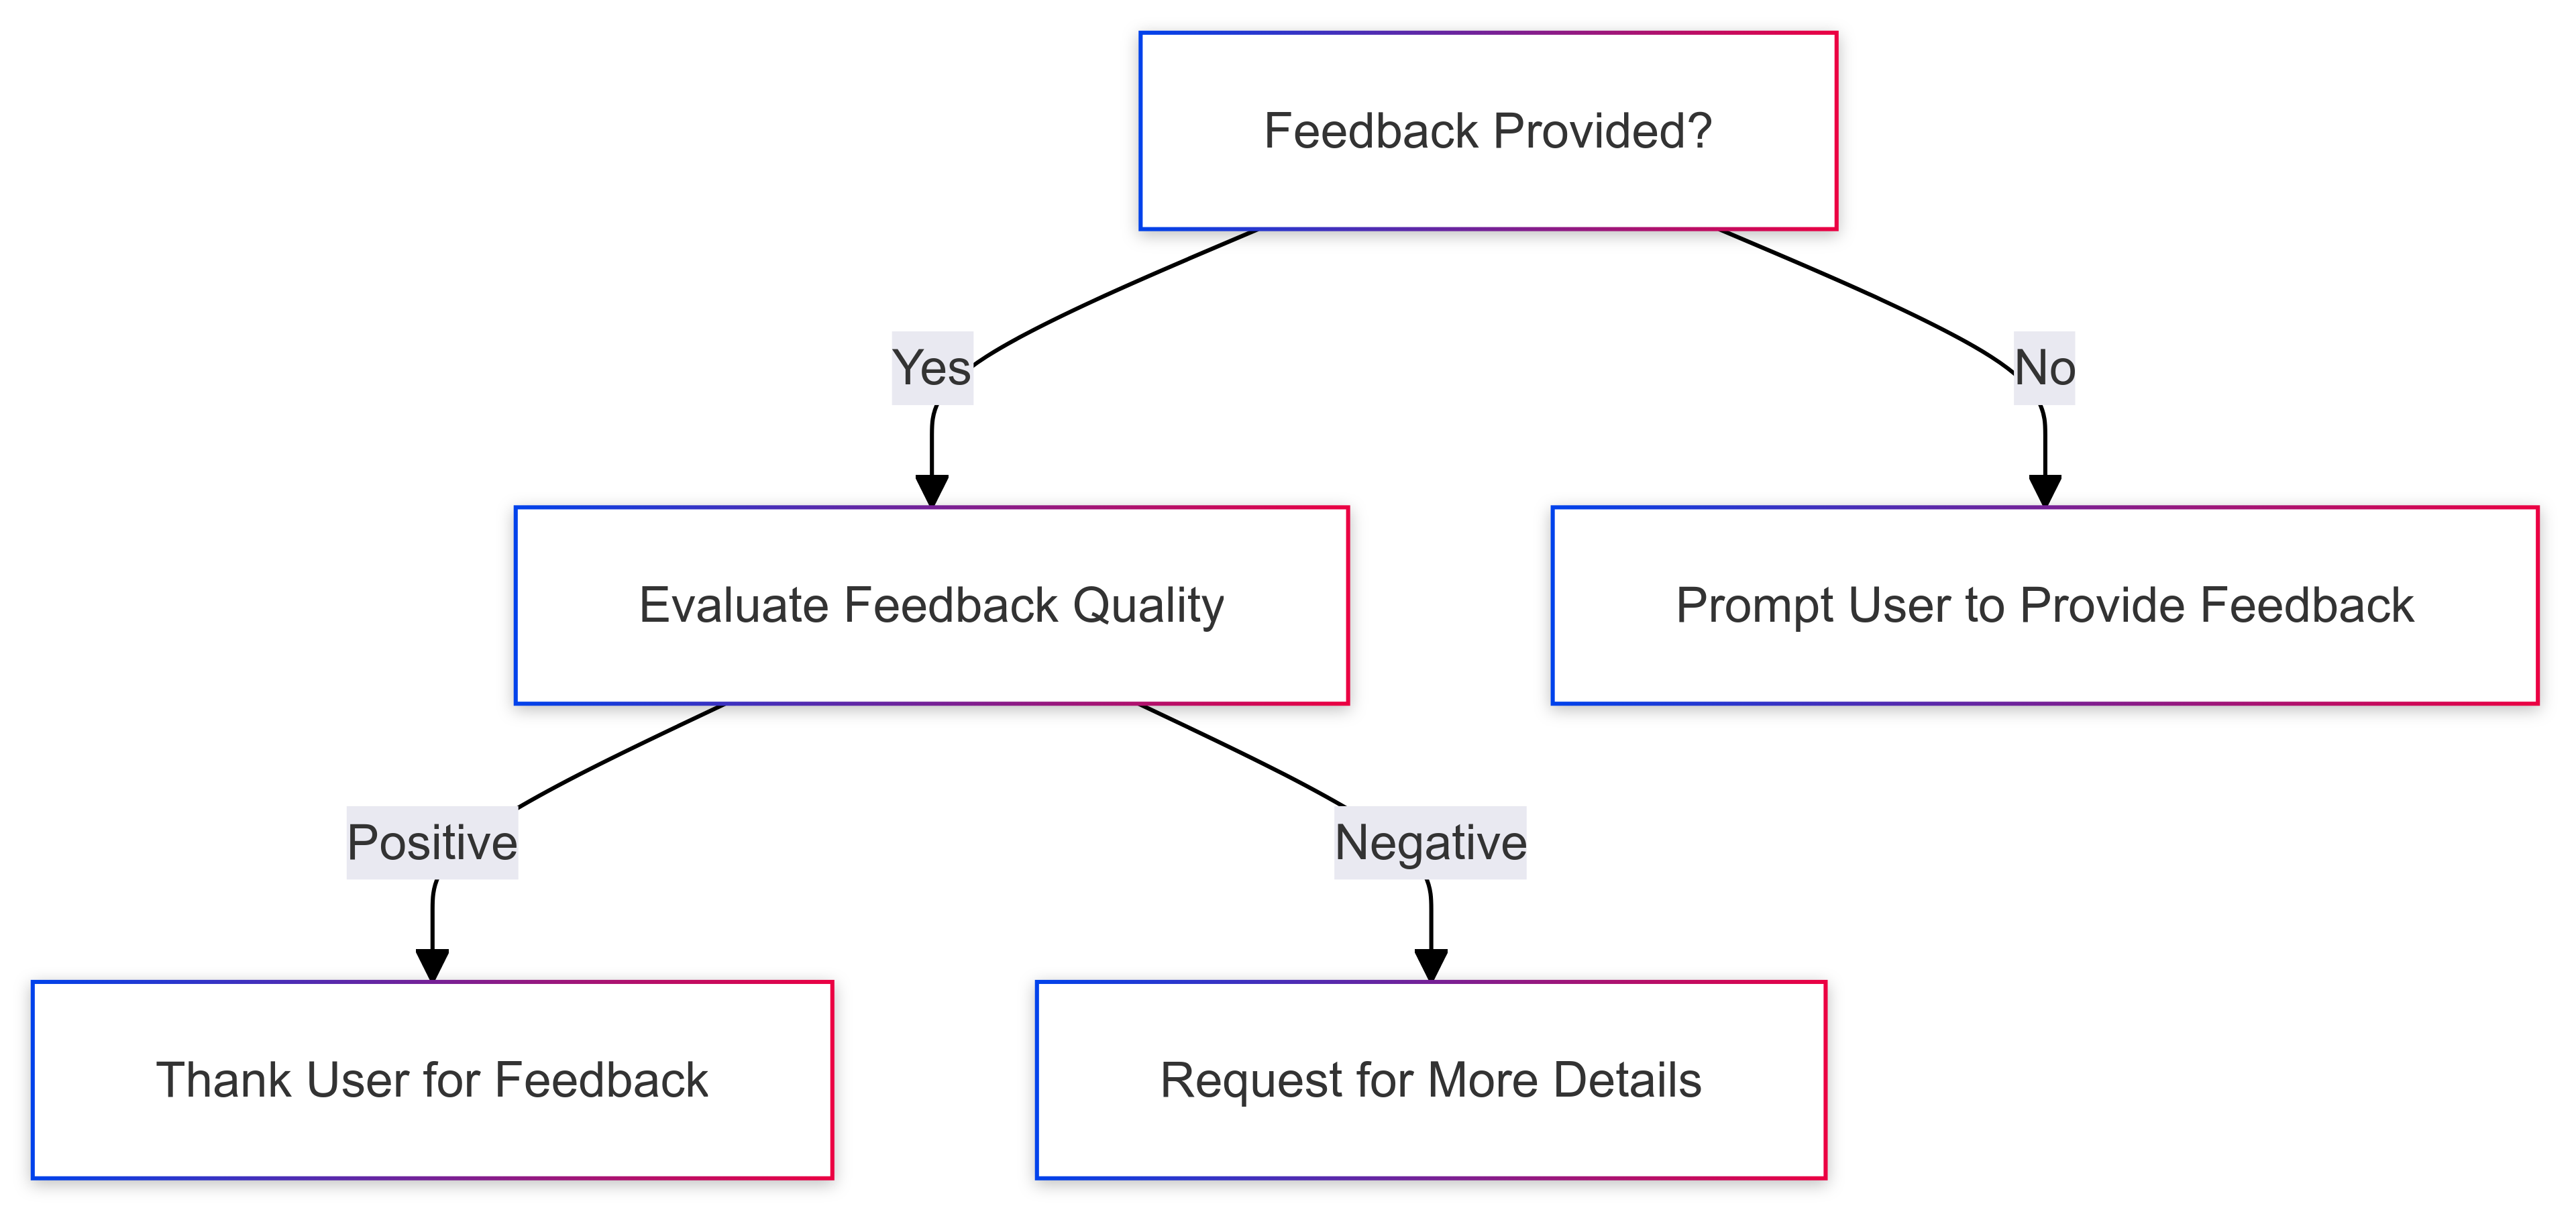 Feedback Provided?
Yes
No
Evaluate Feedback Quality
Prompt User to Provide Feedback
Positive
Negative
Thank User for Feedback
Request for More Details